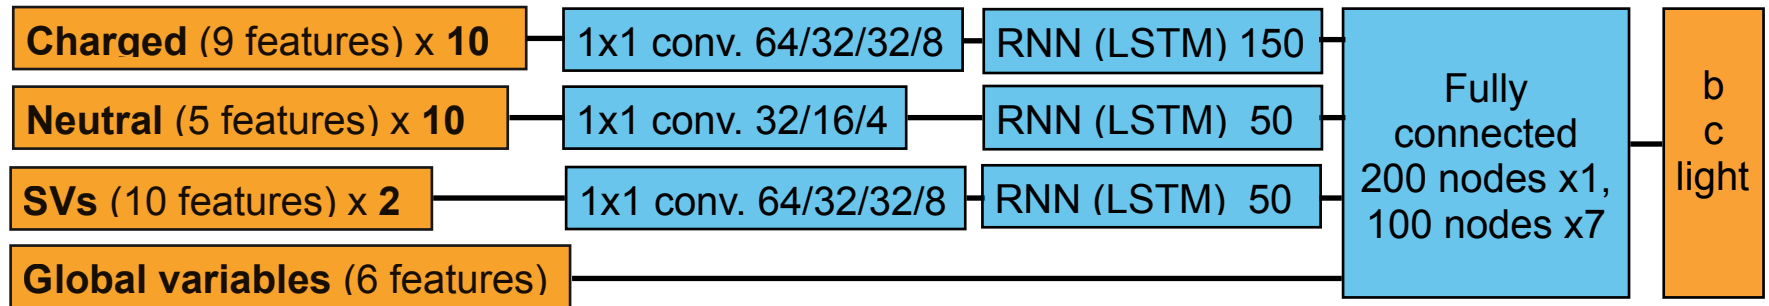 Charged (9 features) x 10
1x1 conv. 64/32/32/8
RNN (LSTM) 150
Neutral (5 features) x 10
1x1 conv. 32/16/4
RNN (LSTM) 50
SVs (10 features) x 2
1x1 conv. 64/32/32/8
RNN (LSTM) 50
Global variables (6 features)
Fully
connected
200 nodes x1,
100 nodes x7
b
c
light